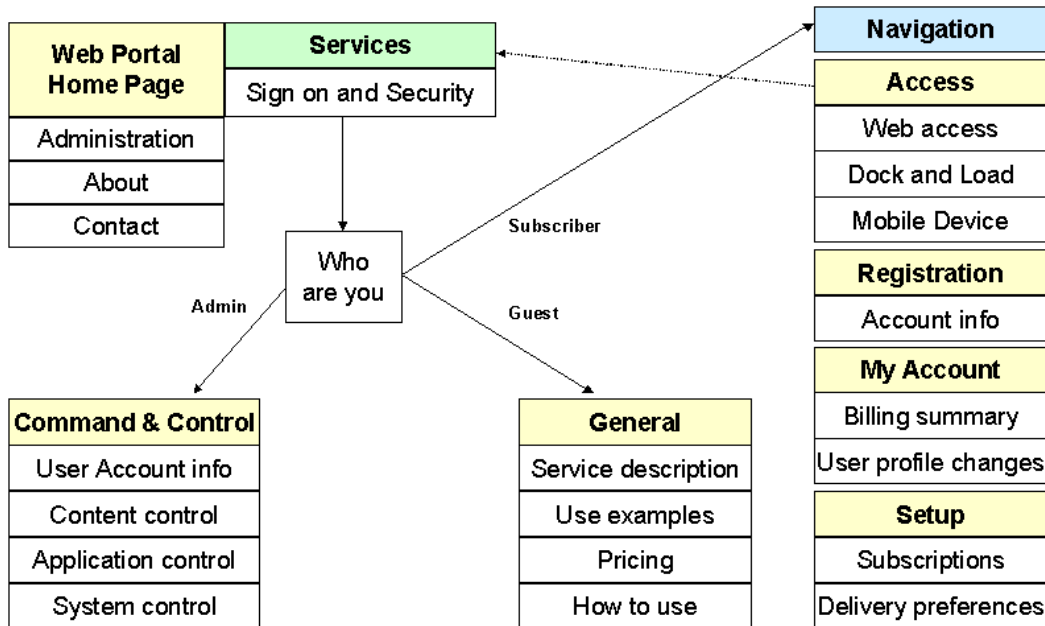 Web Portal
Home Page
Administration
About
Contact
Services
Sign on and Security
Who
are you
Admin
Subscriber
Guest
Command & Control
User Account info
Content control
Application control
System control
General
Service description
Use examples
Pricing
How to use
Navigation
Access
Web access
Dock and Load
Mobile Device
Registration
Account info
My Account
Billing summary
User profile changes
Setup
Subscriptions
Delivery preferences